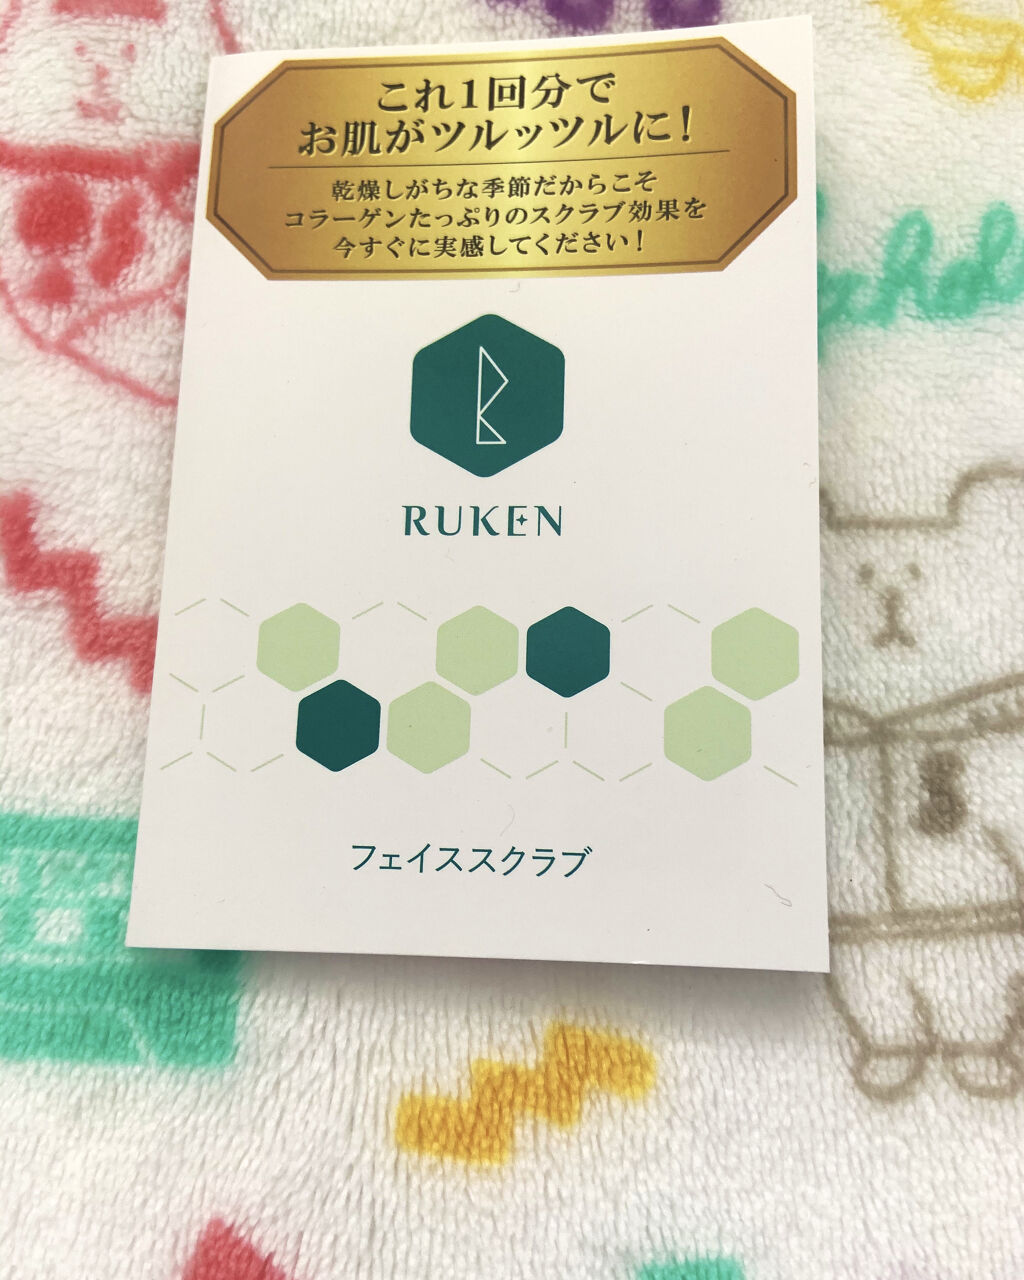 これ1回分で
お肌がツルッツルに!
乾燥しがちな季節だからこそ
コラーゲンたっぷりのスクラブ効果を
今すぐに実感してください!
RUKEN
フェイススクラブ